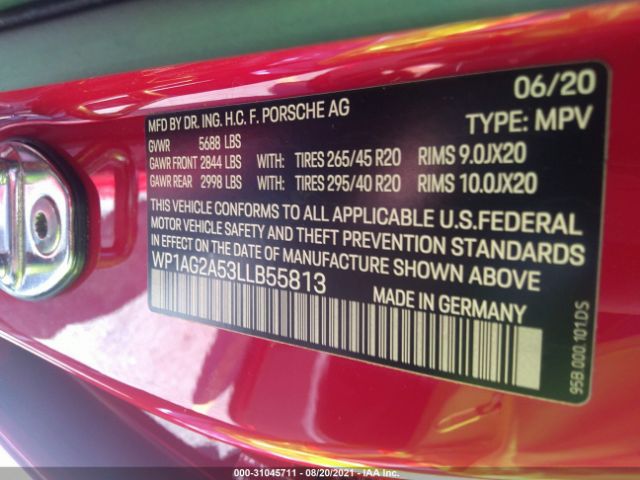 06/20
MFD BY DR. ING. H.C. F. PORSCHE AG TYPE: MPV
GVWR 5688 LBS
GAWR FRONT 2844 LBS WITH: TIRES 265/45 R20 RIMS 9.0JX20
GAWR REAR 2998 LBS WITH: TIRES 295/40 R20 RIMS 10.0JX20
THIS VEHICLE CONFORMS TO ALL APPLICABLE U.S.FEDERAL
MOTOR VEHICLE SAFETY AND THEFT PREVENTION STANDARDS
IN EFFECT ON THE DATE OF MANUFACTURE SHOWN ABOVE.
WP1AG2A53LLB55813 MADE IN GERMANY
95B 000.101.DS
000-31045711 - 08/20/2021 - IAA Inc.